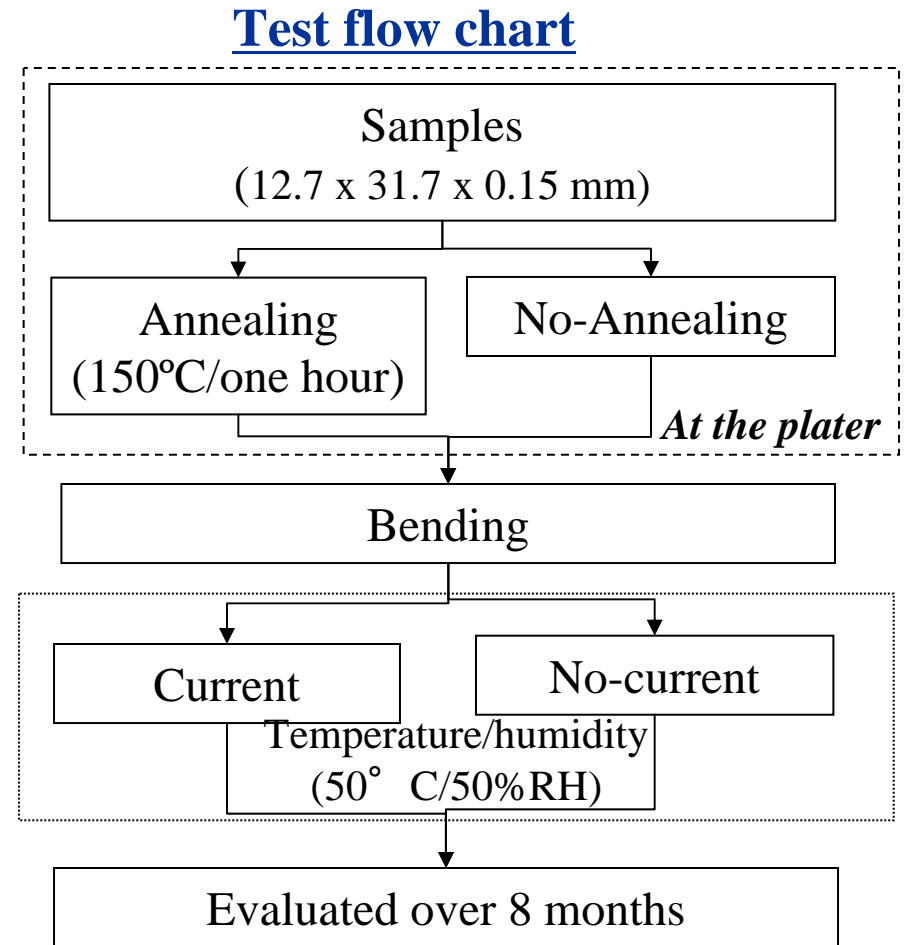 Test flow chart
Samples
(12.7 x 31.7 x 0.15 mm)
Annealing
(150ºC/one hour)
No-Annealing
At the plater
Bending
Current
No-current
Temperature/humidity
(50° C/50%RH)
Evaluated over 8 months